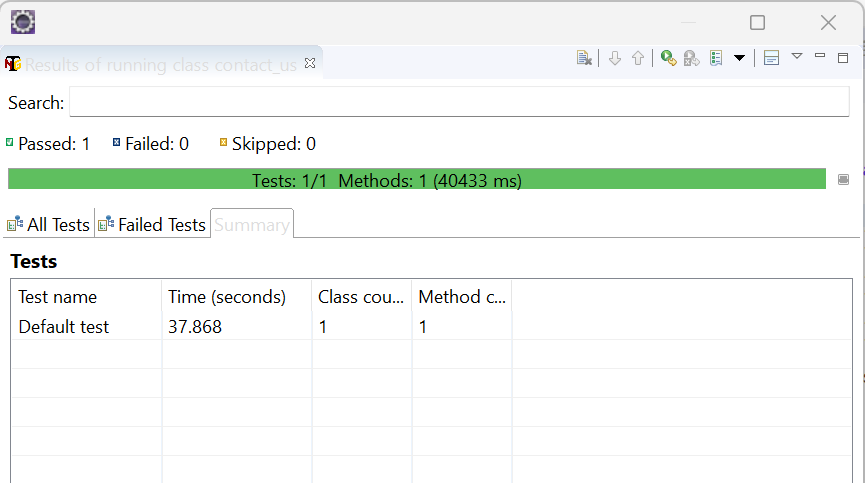 Results of running class contact_us
Search:
Passed: 1 Failed: 0 Skipped: 0
Tests: 1/1 Methods: 1 (40433 ms)
All Tests Failed Tests Summary
Tests
Test name Time (seconds) Class cou... Method c...
Default test 37.868 1 1